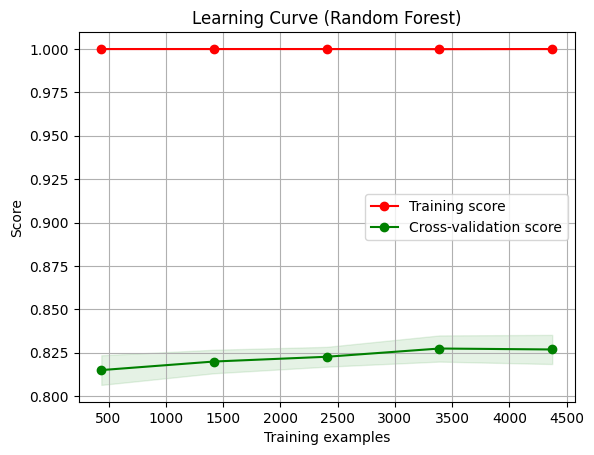 Learning Curve (Random Forest)
1.000
0.975
0.950
0.925
0.900
0.875
0.850
0.825
0.800
Score
Training score
Cross-validation score
500 1000 1500 2000 2500 3000 3500 4000 4500
Training examples